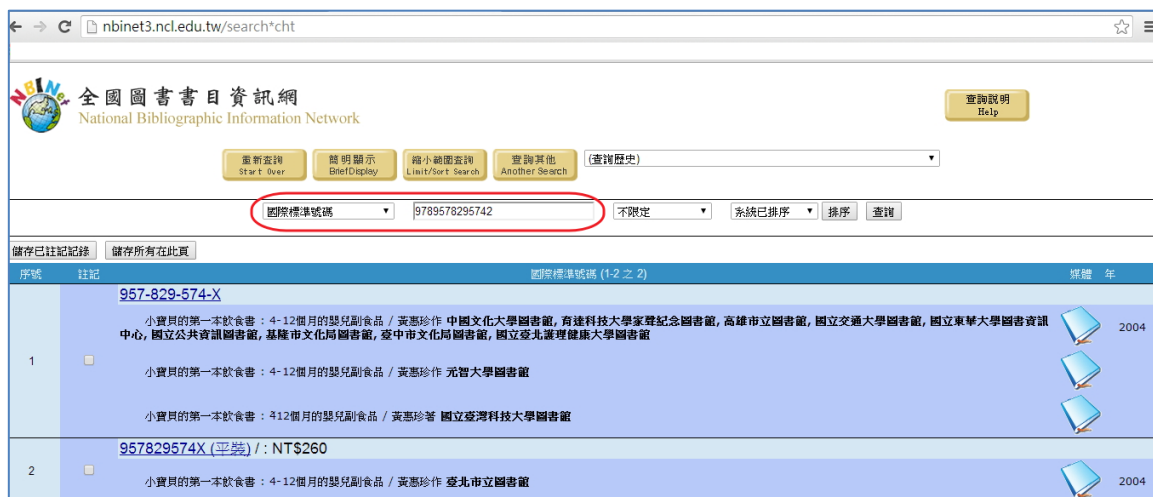 nbinet3.ncl.edu.tw/search*cht
全國圖書書目資訊網
National Bibliographic Information Network
查詢說明
Help
重新查詢
Start Over
簡明顯示
BriefDisplay
縮小範圍查詢
Limit/Sort Search
查詢其他
Another Search
(查詢歷史)
國際標準號碼 9789578295742 不限定 系統已排序 排序 查詢
儲存已註記記錄 儲存所有在此頁
序號 註記 國際標準號碼 (1-2 之 2) 媒體 年
957-829-574-X
小寶貝的第一本飲食書 : 4-12個月的嬰兒副食品 / 黃惠珍作 中國文化大學圖書館, 育達科技大學家聲紀念圖書館, 高雄市立圖書館, 國立交通大學圖書館, 國立東華大學圖書資訊
中心, 國立公共資訊圖書館, 基隆市文化局圖書館, 臺中市文化局圖書館, 國立臺北護理健康大學圖書館 2004
1
小寶貝的第一本飲食書 : 4-12個月的嬰兒副食品 / 黃惠珍作 元智大學圖書館
小寶貝的第一本飲食書 : 412個月的嬰兒副食品 / 黃惠珍著 國立臺灣科技大學圖書館
957829574X (平裝) / : NT$260
2
小寶貝的第一本飲食書 : 4-12個月的嬰兒副食品 / 黃惠珍作 臺北市立圖書館 2004